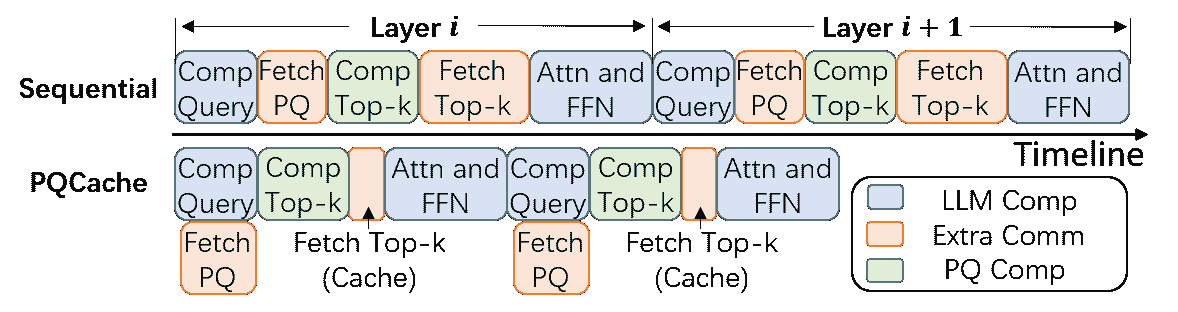 Layer i
Layer i + 1
Sequential
Comp Query
Fetch PQ
Comp Top-k
Fetch Top-k
Attn and FFN
Comp Query
Fetch PQ
Comp Top-k
Fetch Top-k
Attn and FFN
Timeline
PQCache
Comp Query
Comp Top-k
Attn and FFN
Comp Query
Comp Top-k
Attn and FFN
Fetch PQ
Fetch Top-k
(Cache)
Fetch PQ
Fetch Top-k
(Cache)
LLM Comp
Extra Comm
PQ Comp